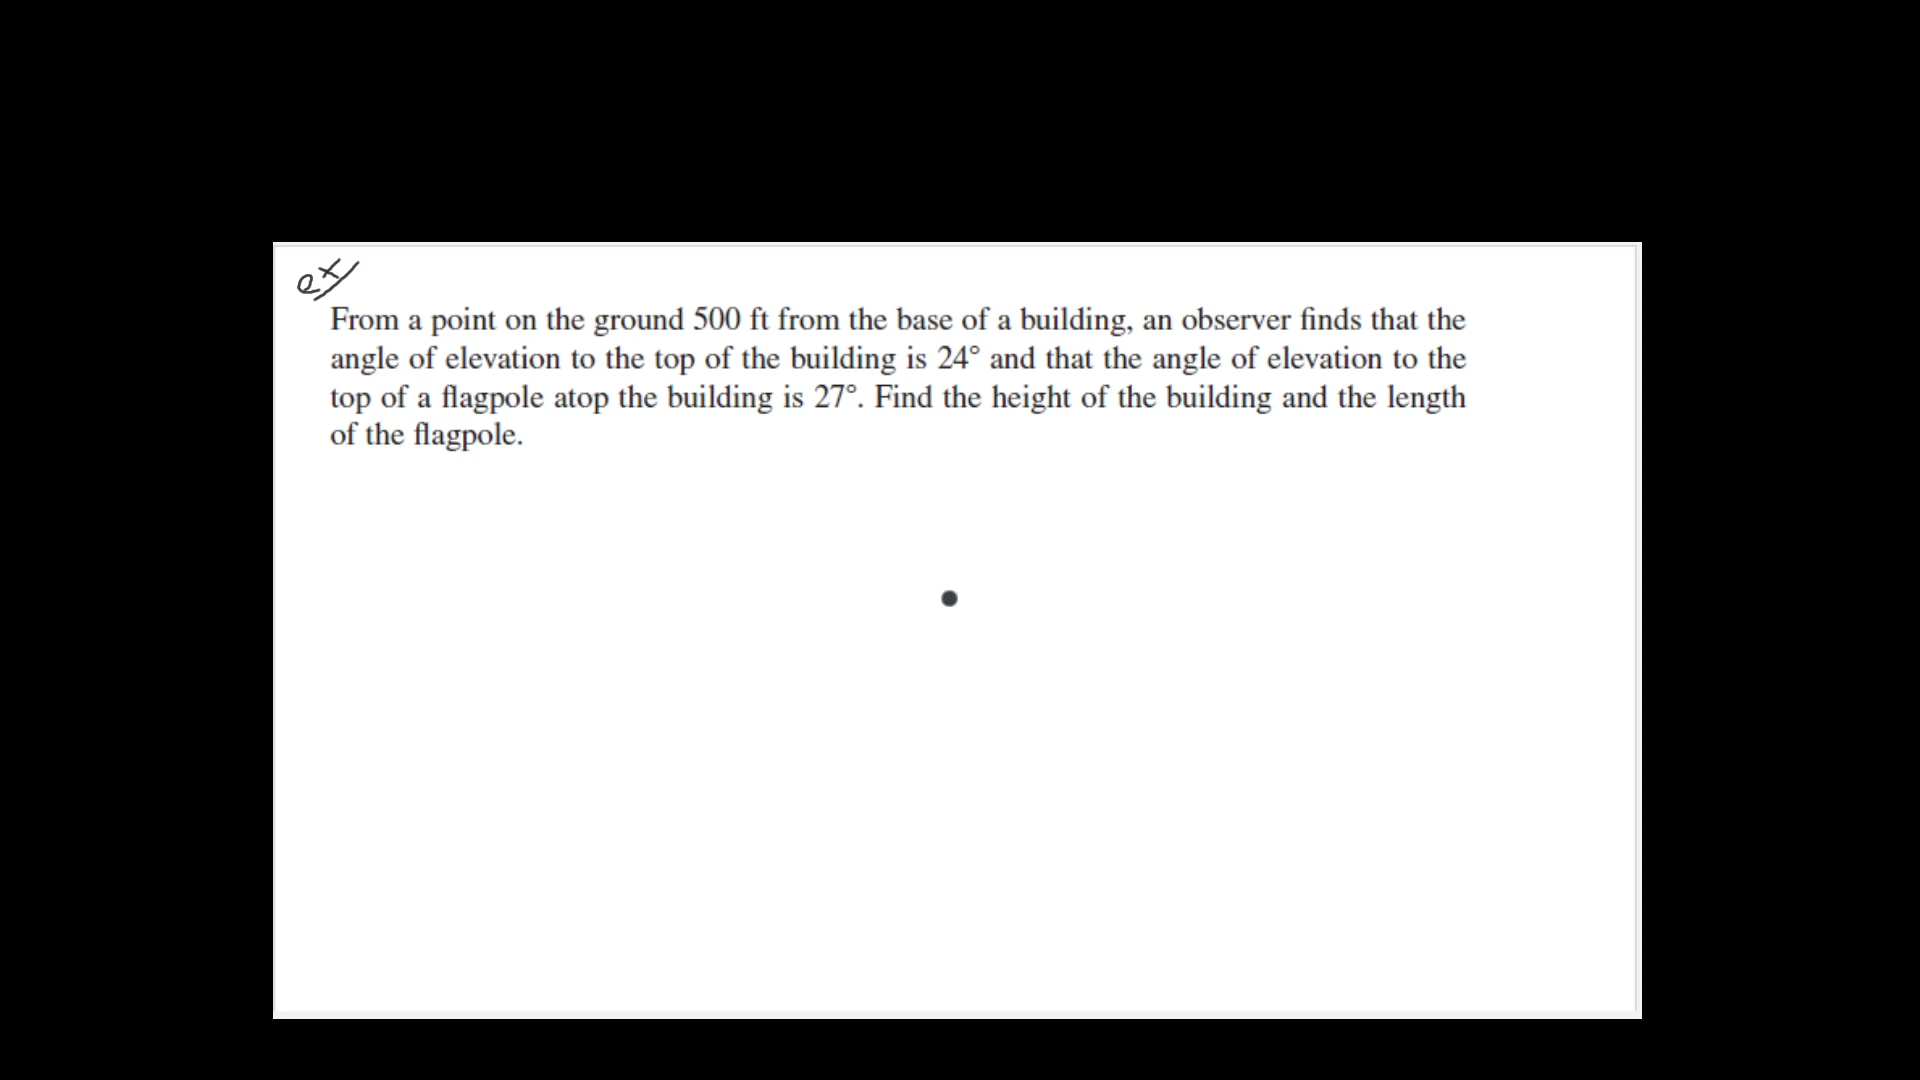 ex/
From a point on the ground 500 ft from the base of a building, an observer finds that the
angle of elevation to the top of the building is 24° and that the angle of elevation to the
top of a flagpole atop the building is 27°. Find the height of the building and the length
of the flagpole.